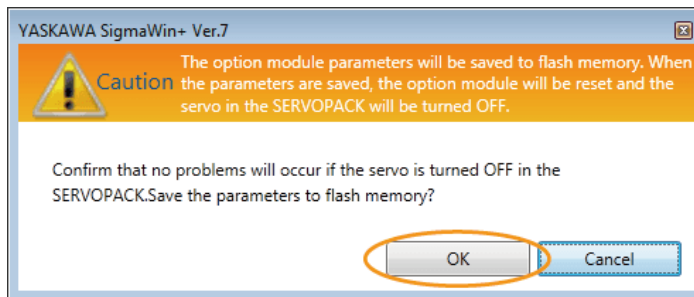 YASKAWA SigmaWin+ Ver.7
Caution
The option module parameters will be saved to flash memory. When
the parameters are saved, the option module will be reset and the
servo in the SERVOPACK will be turned OFF.
Confirm that no problems will occur if the servo is turned OFF in the
SERVOPACK.Save the parameters to flash memory?
OK
Cancel